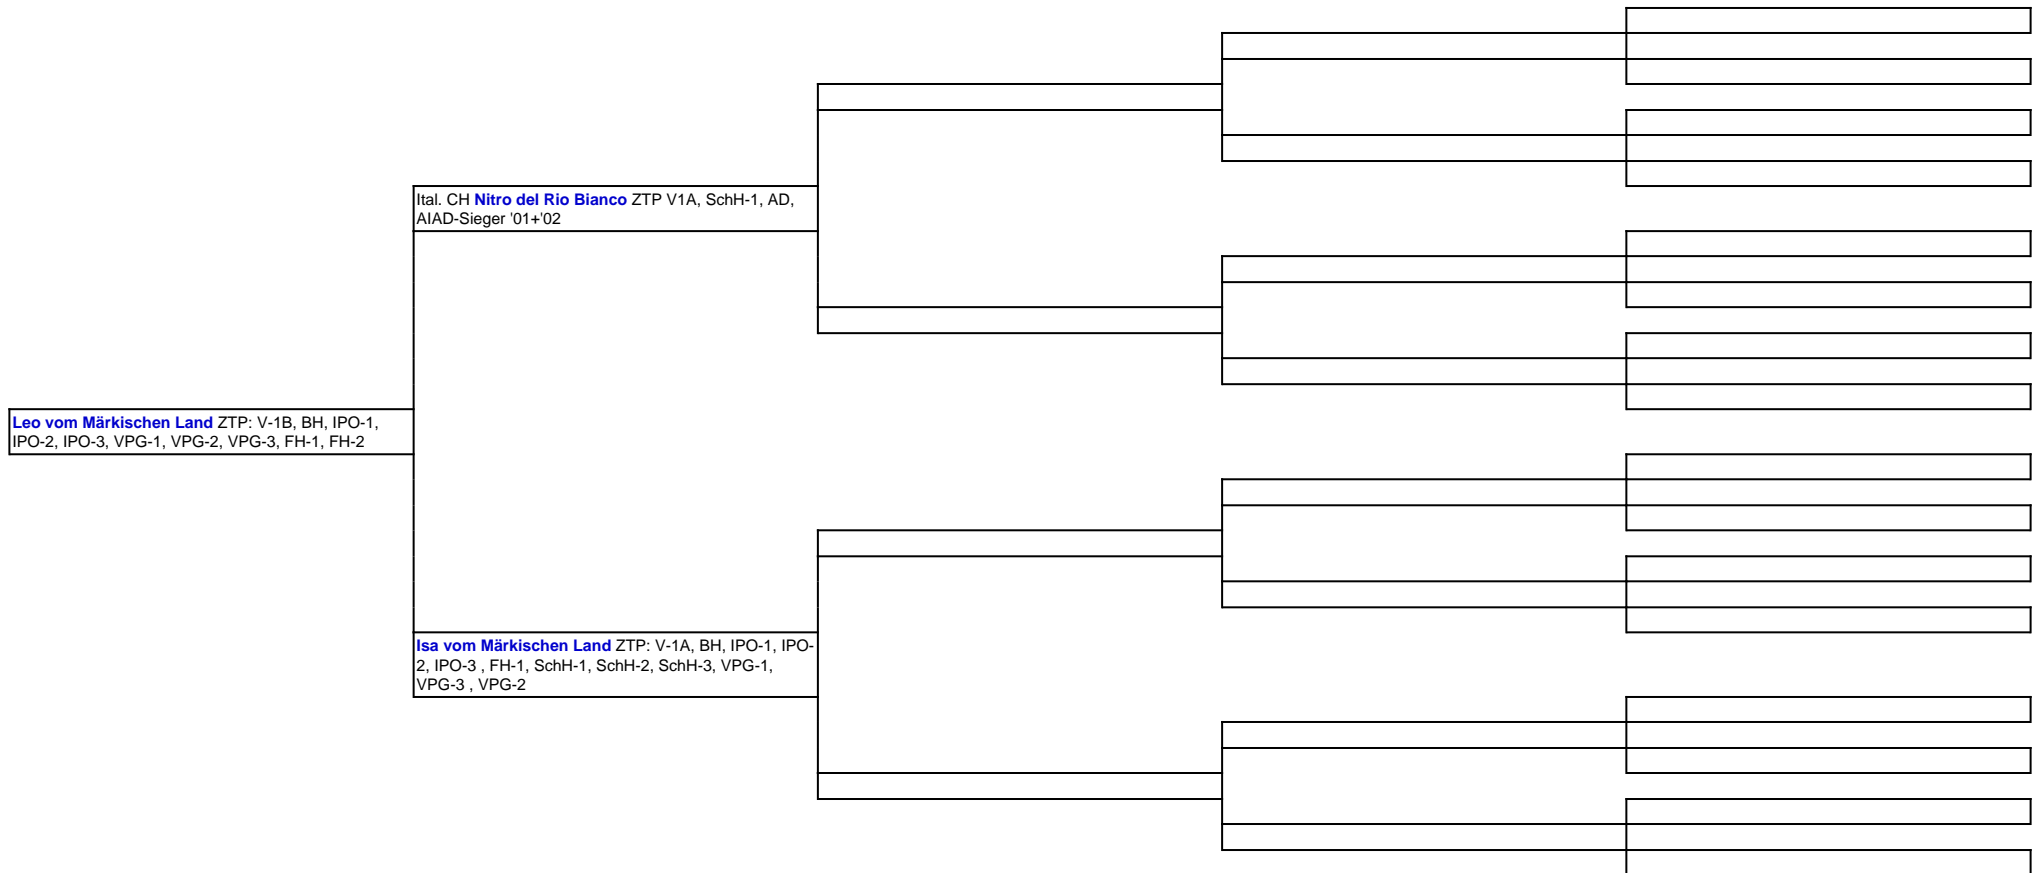 Ital. CH Nitro del Rio Bianco ZTP V1A, SchH-1, AD,
AIAD-Sieger '01+'02
Leo vom Märkischen Land ZTP: V-1B, BH, IPO-1,
IPO-2, IPO-3, VPG-1, VPG-2, VPG-3, FH-1, FH-2
Isa vom Märkischen Land ZTP: V-1A, BH, IPO-1, IPO-
2, IPO-3 , FH-1, SchH-1, SchH-2, SchH-3, VPG-1,
VPG-3 , VPG-2